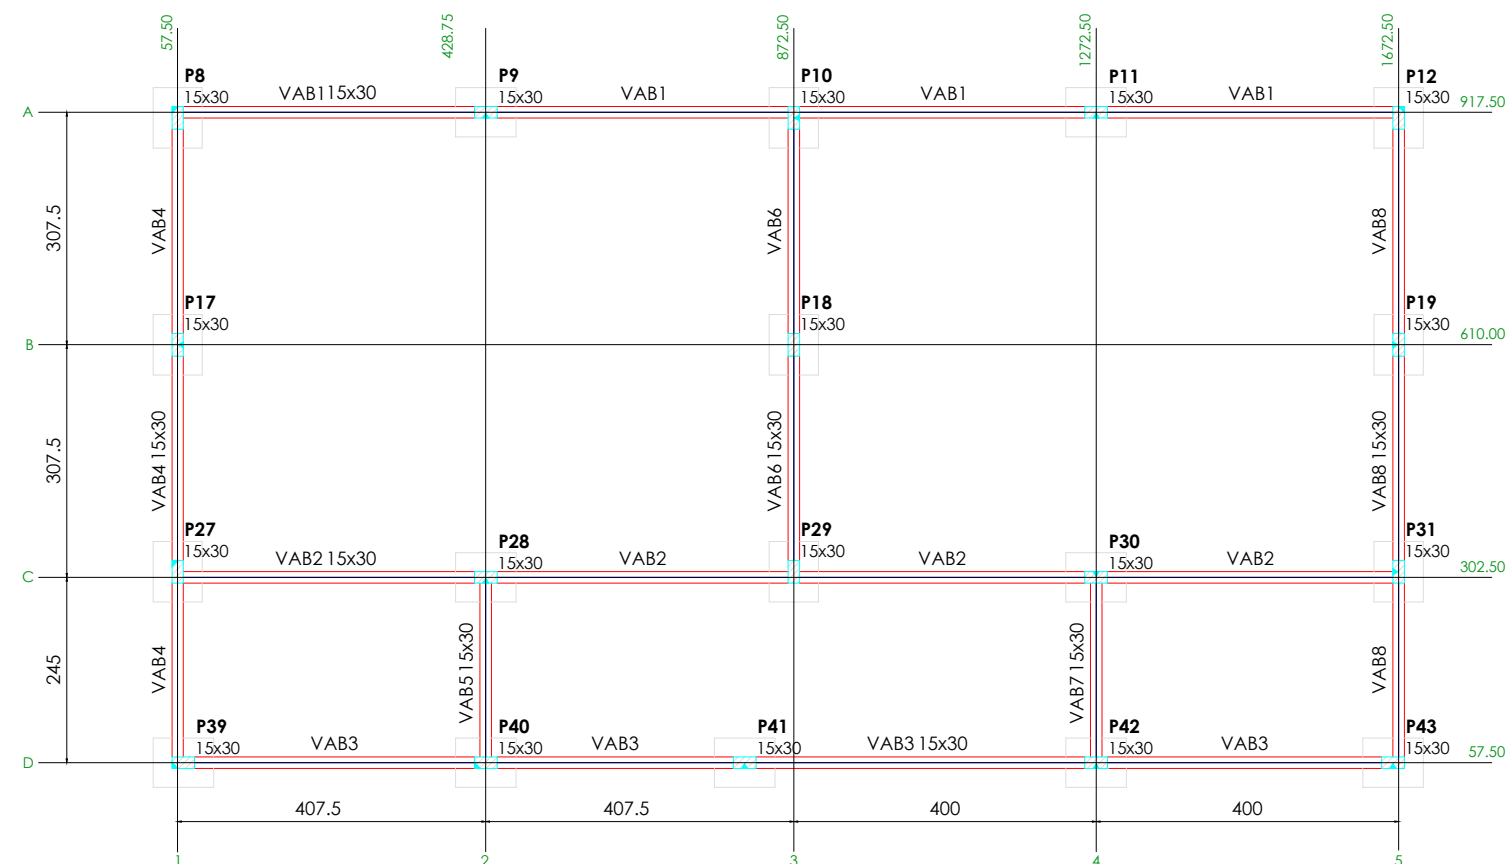 57.50
428.75
872.50
1272.50
1672.50
P8
15x30
VAB1 15x30
P9
15x30
VAB1
P10
15x30
VAB1
P11
15x30
VAB1
P12
15x30
A
917.50
307.5
VAB4
VAB6
VAB8
P17
15x30
P18
15x30
P19
15x30
B
610.00
307.5
VAB4 15x30
VAB6 15x30
VAB8 15x30
P27
15x30
VAB2 15x30
P28
15x30
VAB2
P29
15x30
VAB2
P30
15x30
VAB2
P31
15x30
C
302.50
245
VAB4
VAB5 15x30
VAB7 15x30
VAB8
P39
15x30
VAB3
P40
15x30
VAB3
P41
15x30
VAB3 15x30
P42
15x30
VAB3
P43
15x30
D
57.50
407.5
407.5
400
400
1
2
3
4
5